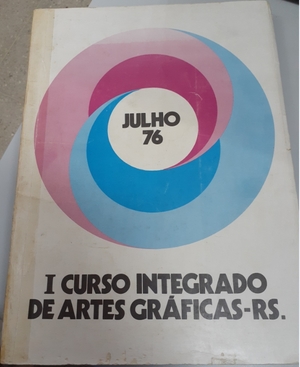 JULHO
76
I CURSO INTEGRADO
DE ARTES GRÁFICAS-RS.